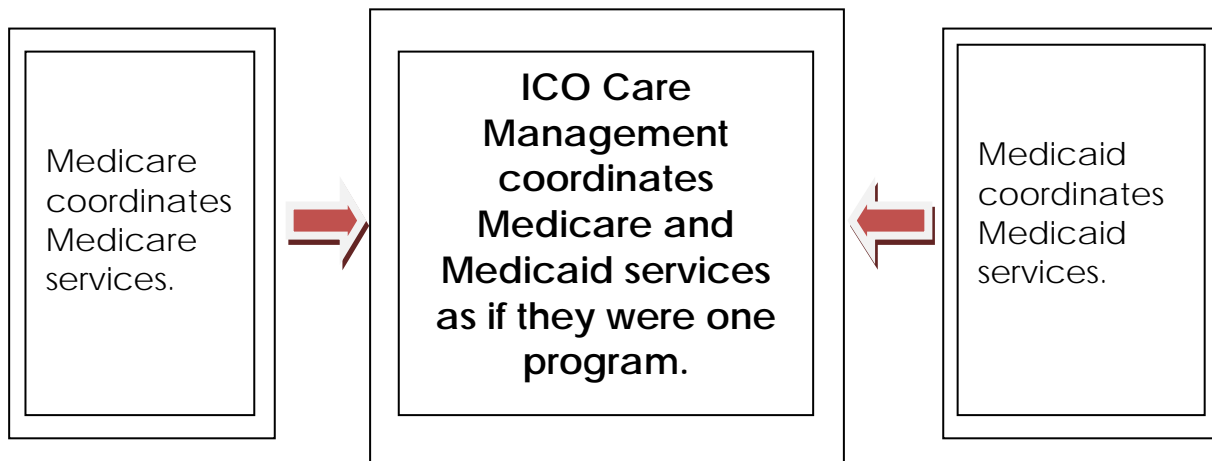 Medicare
coordinates
Medicare
services.
ICO Care
Management
coordinates
Medicare and
Medicaid services
as if they were one
program.
Medicaid
coordinates
Medicaid
services.